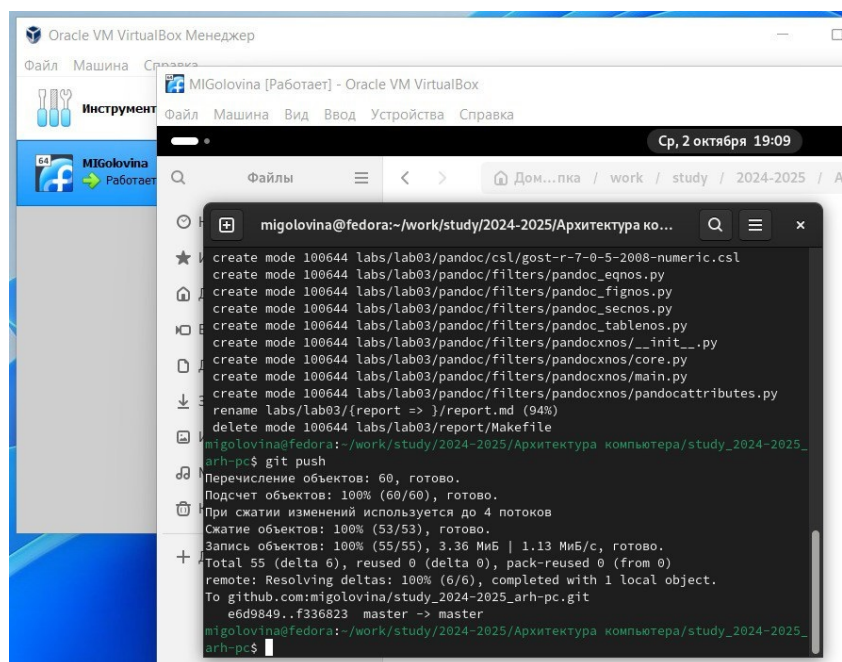 Oracle VM VirtualBox Менеджер
Файл Машина Справка
Инструмент
64
MIGolovina
Работает
MIGolovina [Работает] - Oracle VM VirtualBox
Файл Машина Вид Ввод Устройства Справка
Ср, 2 октября 19:09
Файлы
Дом…пка / work / study / 2024-2025 /
migolovina@fedora:~/work/study/2024-2025/Архитектура ко...
create mode 100644 labs/lab03/pandoc/csl/gost-r-7-0-5-2008-numeric.csl
create mode 100644 labs/lab03/pandoc/filters/pandoc_eqnos.py
create mode 100644 labs/lab03/pandoc/filters/pandoc_fignos.py
create mode 100644 labs/lab03/pandoc/filters/pandoc_secnos.py
create mode 100644 labs/lab03/pandoc/filters/pandoc_tablenos.py
create mode 100644 labs/lab03/pandoc/filters/pandocxnos/__init__.py
create mode 100644 labs/lab03/pandoc/filters/pandocxnos/core.py
create mode 100644 labs/lab03/pandoc/filters/pandocxnos/main.py
create mode 100644 labs/lab03/pandoc/filters/pandocxnos/pandocattributes.py
rename labs/lab03/{report => }/report.md (94%)
delete mode 100644 labs/lab03/report/Makefile
migolovina@fedora:~/work/study/2024-2025/Архитектура компьютера/study_2024-2025_
arh-pc$ git push
Перечисление объектов: 60, готово.
Подсчет объектов: 100% (60/60), готово.
При сжатии изменений используется до 4 потоков
Сжатие объектов: 100% (53/53), готово.
Запись объектов: 100% (55/55), 3.36 МиБ | 1.13 МиБ/с, готово.
Total 55 (delta 6), reused 0 (delta 0), pack-reused 0 (from 0)
remote: Resolving deltas: 100% (6/6), completed with 1 local object.
To github.com:migolovina/study_2024-2025_arh-pc.git
e6d9849..f336823 master -> master
migolovina@fedora:~/work/study/2024-2025/Архитектура компьютера/study_2024-2025_
arh-pc$